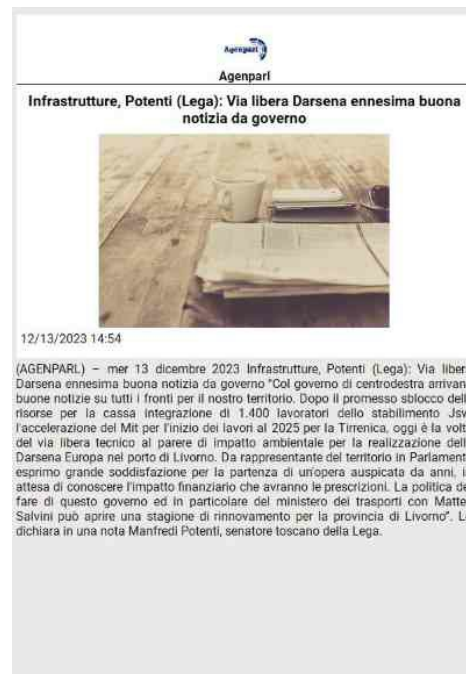 Agenparl
Agenparl
Infrastrutture, Potenti (Lega): Via libera Darsena ennesima buona
notizia da governo
12/13/2023 14:54
(AGENPARL) – mer 13 dicembre 2023 Infrastrutture, Potenti (Lega): Via liber
Darsena ennesima buona notizia da governo "Col governo di centrodestra arrivan
buone notizie su tutti i fronti per il nostro territorio. Dopo il promesso sblocco dell
risorse per la cassa integrazione di 1.400 lavoratori dello stabilimento Jsw
l'accelerazione del Mit per l'inizio dei lavori al 2025 per la Tirrenica, oggi è la volt
del via libera tecnico al parere di impatto ambientale per la realizzazione dell
Darsena Europa nel porto di Livorno. Da rappresentante del territorio in Parlament
esprimo grande soddisfazione per la partenza di un'opera auspicata da anni, i
attesa di conoscere l'impatto finanziario che avranno le prescrizioni. La politica de
fare di questo governo ed in particolare del ministero dei trasporti con Matte
Salvini può aprire una stagione di rinnovamento per la provincia di Livorno". L
dichiara in una nota Manfredi Potenti, senatore toscano della Lega.